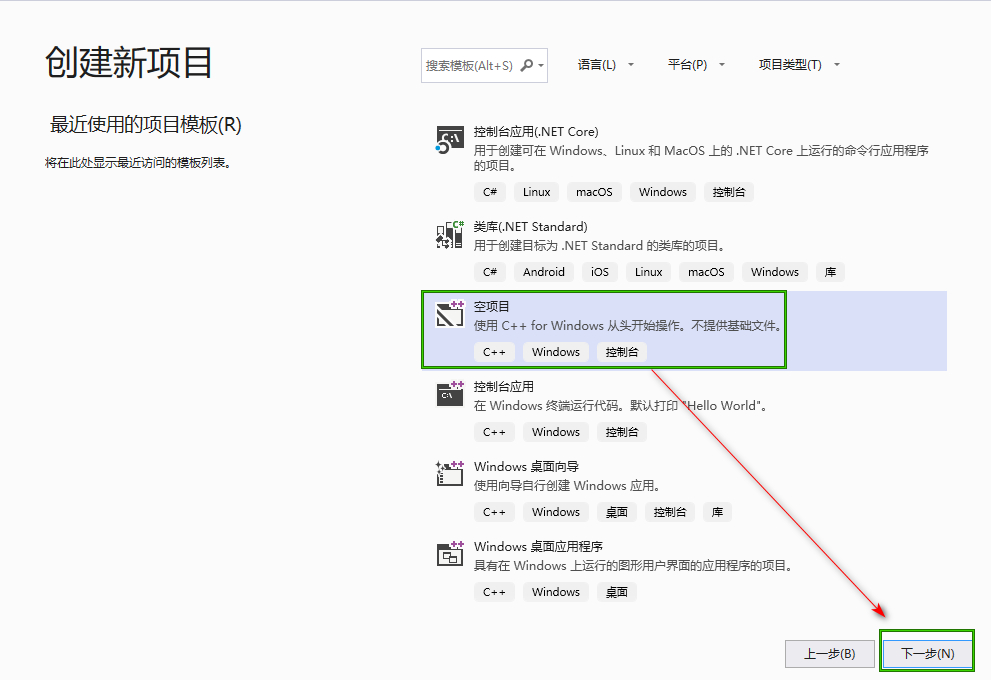 创建新项目
搜索模板(Alt+S)
语言(L)
平台(P)
项目类型(T)
最近使用的项目模板(R)
将在此处显示最近访问的模板列表。
控制台应用(.NET Core)
用于创建可在 Windows、Linux 和 MacOS 上的 .NET Core 上运行的命令行应用程序
的项目。
C# Linux macOS Windows 控制台
类库(.NET Standard)
用于创建目标为 .NET Standard 的类库的项目。
C# Android iOS Linux macOS Windows 库
空项目
使用 C++ for Windows 从头开始操作。不提供基础文件。
C++ Windows 控制台
控制台应用
在 Windows 终端运行代码。默认打印 "Hello World"。
C++ Windows 控制台
Windows 桌面向导
使用向导自行创建 Windows 应用。
C++ Windows 桌面 控制台 库
Windows 桌面应用程序
具有在 Windows 上运行的图形用户界面的应用程序的项目。
C++ Windows 桌面
上一步(B)
下一步(N)